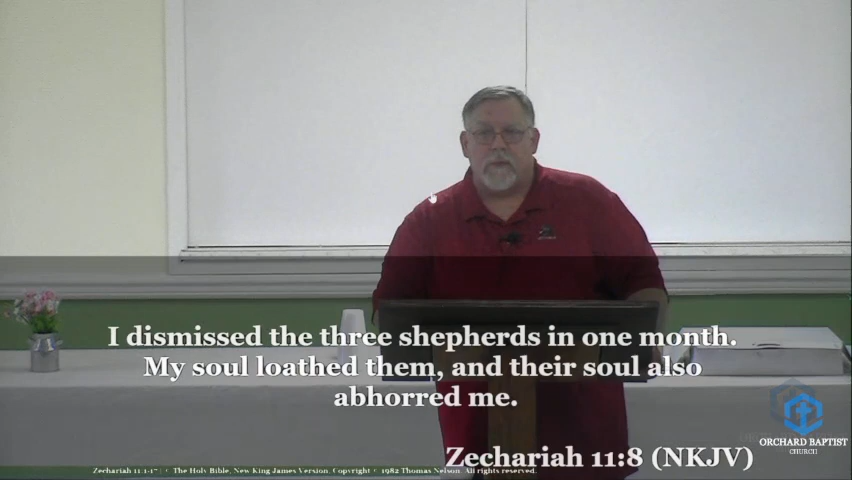 I dismissed the three shepherds in one month.
My soul loathed them, and their soul also
abhorred me.
Zechariah 11:8 (NKJV)
ORCHARD BAPTIST
CHURCH
Zechariah 11:1-17 | © The Holy Bible, New King James Version, Copyright © 1982 Thomas Nelson. All rights reserved.